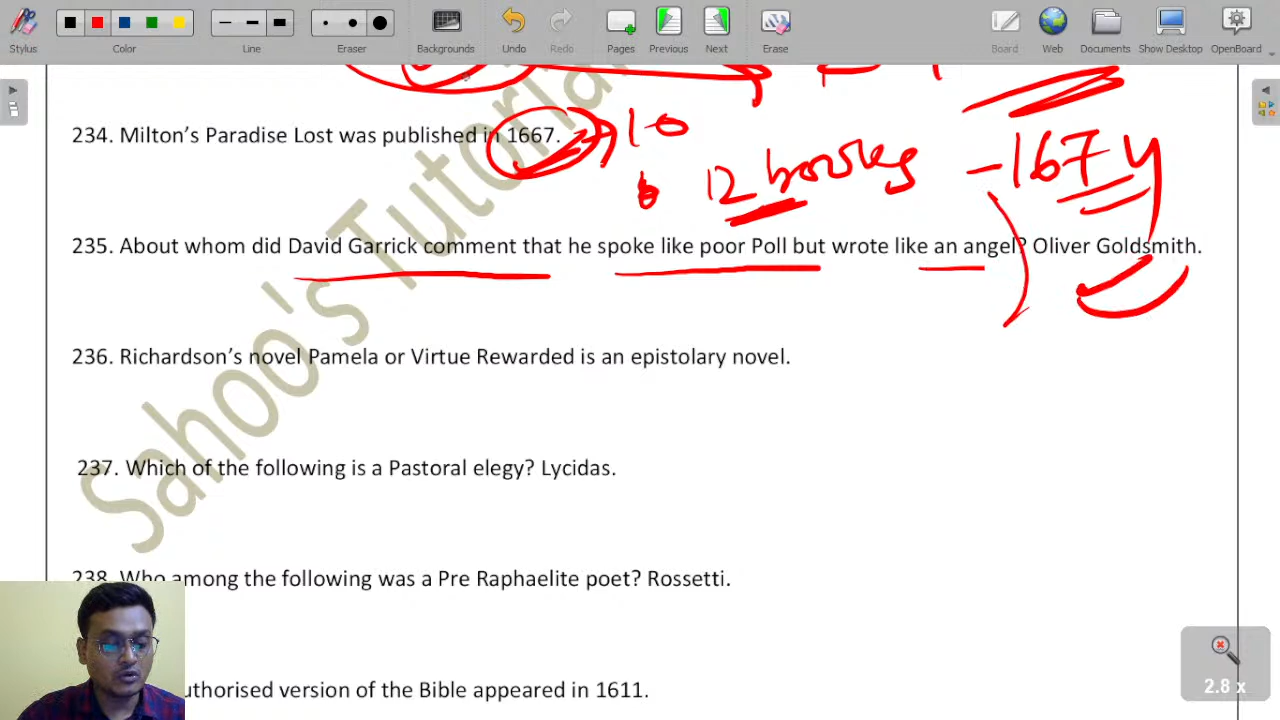 Stylus
Color
Line
Eraser
Backgrounds
Undo
Redo
Pages
Previous
Next
Erase
Board
Web
Documents
Show Desktop
OpenBoard
234. Milton's Paradise Lost was published in 1667.
10
12 books
167 y
235. About whom did David Garrick comment that he spoke like poor Poll but wrote like an angel? Oliver Goldsmith.
236. Richardson's novel Pamela or Virtue Rewarded is an epistolary novel.
237. Which of the following is a Pastoral elegy? Lycidas.
238. Who among the following was a Pre Raphaelite poet? Rossetti.
uthorised version of the Bible appeared in 1611.
Sahoo's Tutorial
2.8 x